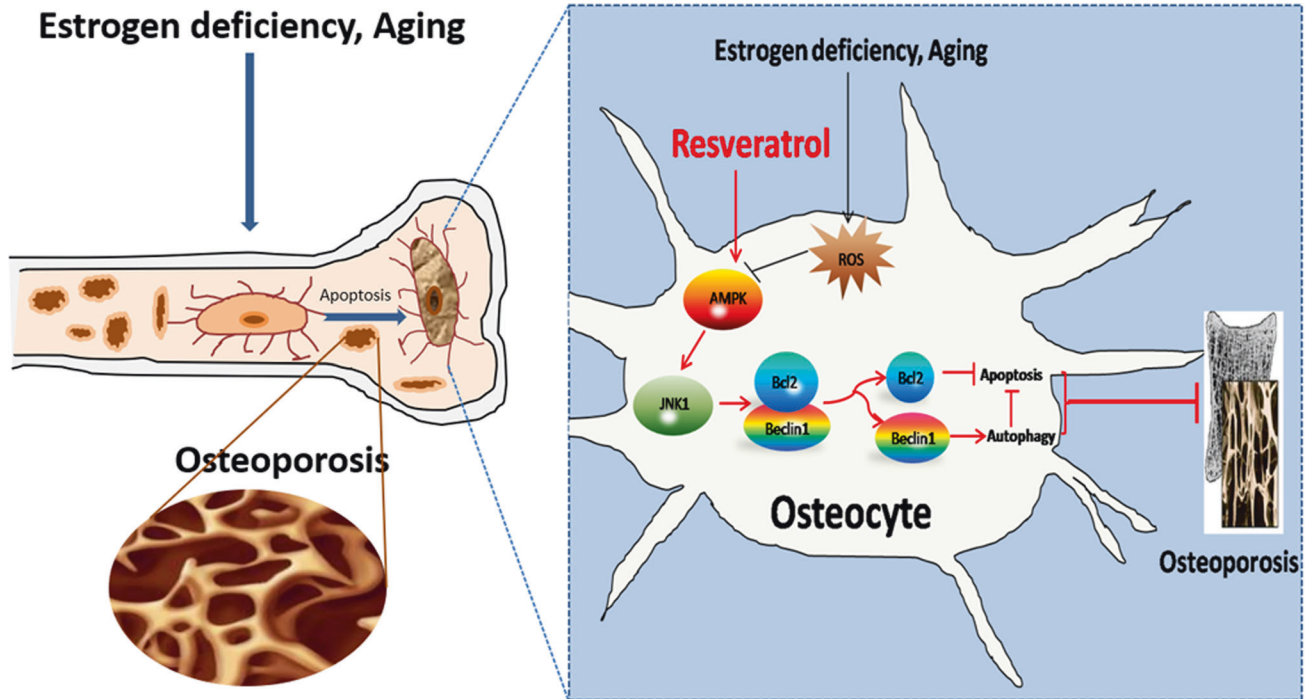 Estrogen deficiency, Aging
Apoptosis
Osteoporosis
Estrogen deficiency, Aging
Resveratrol
ROS
AMPK
JNK1
Bcl2
Beclin1
Bcl2
Apoptosis
Beclin1
Autophagy
Osteocyte
Osteoporosis